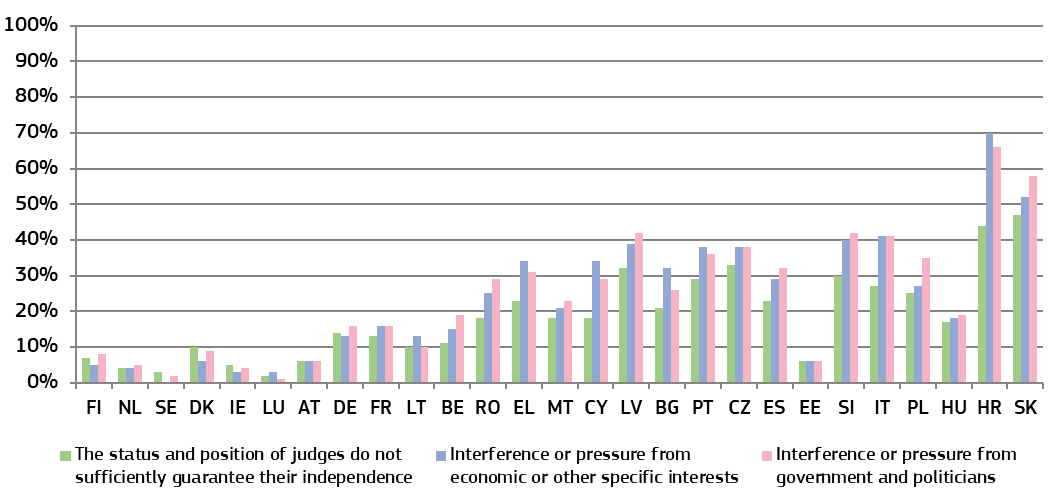 100%
90%
80%
70%
60%
50%
40%
30%
20%
10%
0%
FI NL SE DK IE LU AT DE FR LT BE RO EL MT CY LV BG PT CZ ES EE SI IT PL HU HR SK
The status and position of judges do not
sufficiently guarantee their independence
Interference or pressure from
economic or other specific interests
Interference or pressure from
government and politicians